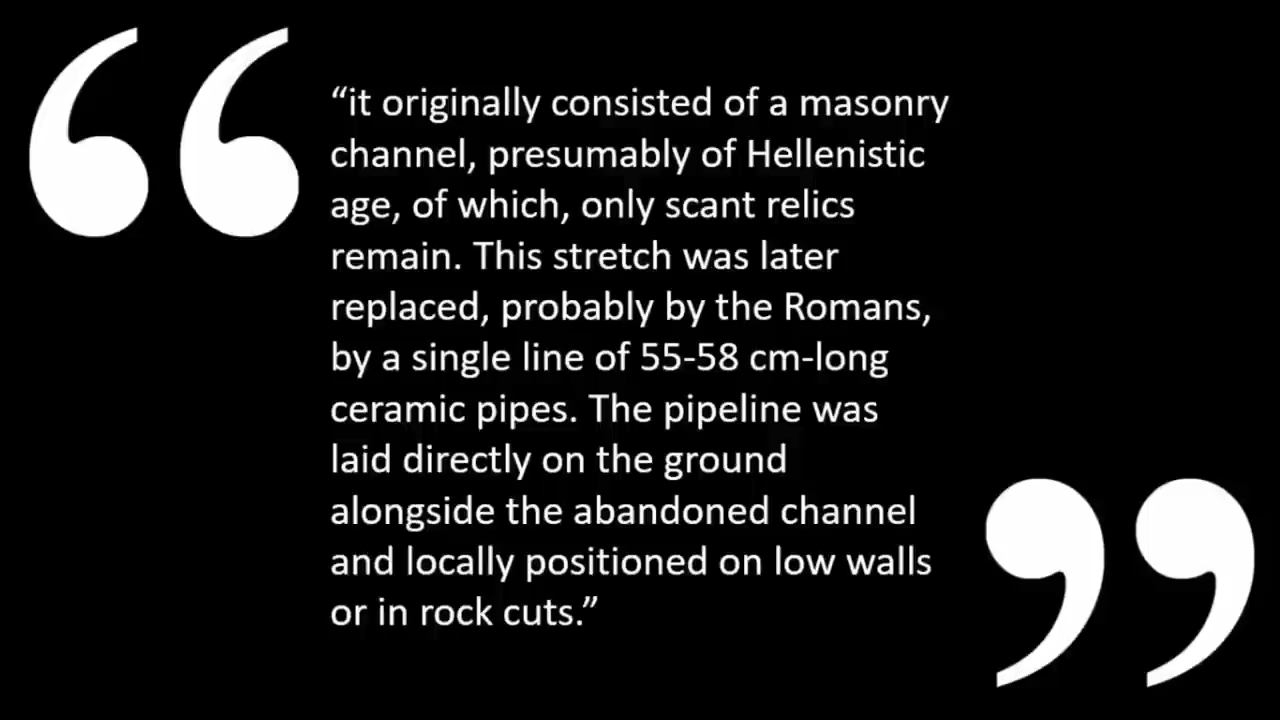 “it originally consisted of a masonry
channel, presumably of Hellenistic
age, of which, only scant relics
remain. This stretch was later
replaced, probably by the Romans,
by a single line of 55-58 cm-long
ceramic pipes. The pipeline was
laid directly on the ground
alongside the abandoned channel
and locally positioned on low walls
or in rock cuts.”